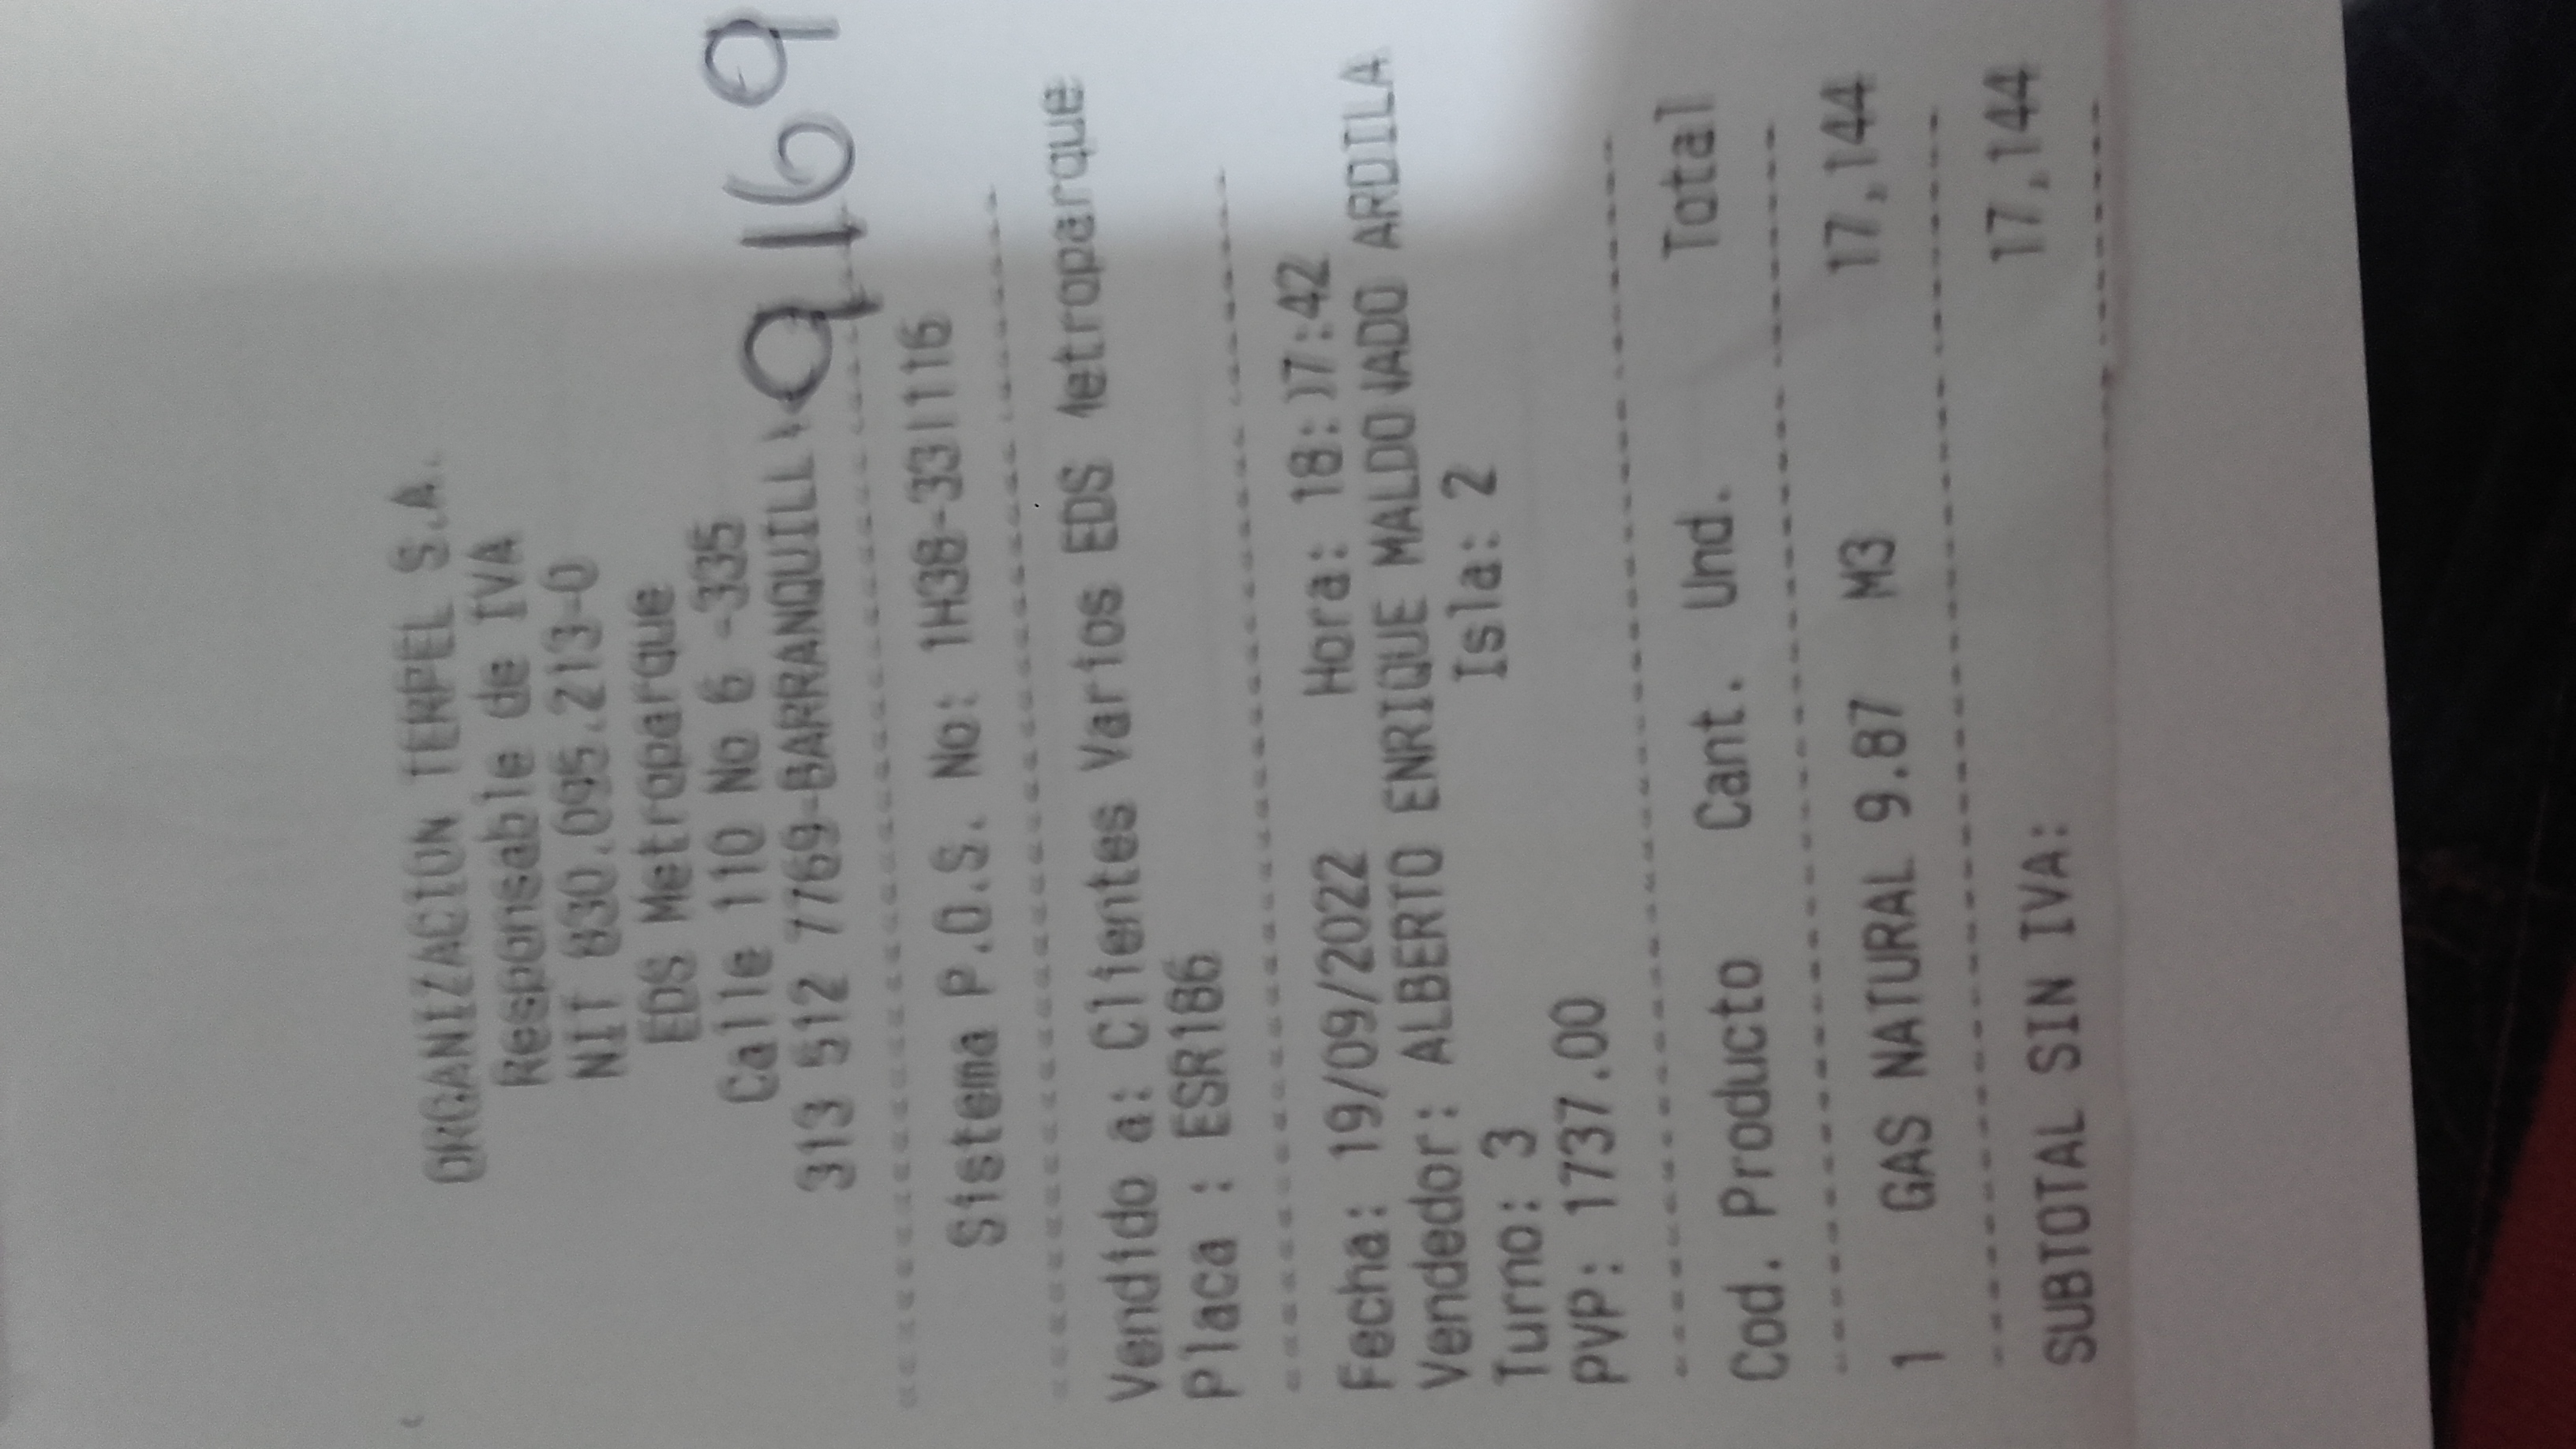 ORGANIZACION TERPEL S.A.
Responsable de IVA
NIT 830.095.213-0
EDS Metroparque
Calle 110 No 6 -335
313 512 7769-BARRANQUILL
9169
Sistema P.O.S. No: 1H38-331116
Vendido a: Clientes Varios EDS Metroparque
Placa : ESR186
Fecha: 19/09/2022 Hora: 18:17:42
Vendedor: ALBERTO ENRIQUE MALDONADO ARDILA
Turno: 3 Isla: 2
PVP: 1737.00
Cod. Producto Cant. Und. Total
1 GAS NATURAL 9.87 M3 17,144
SUBTOTAL SIN IVA: 17,144